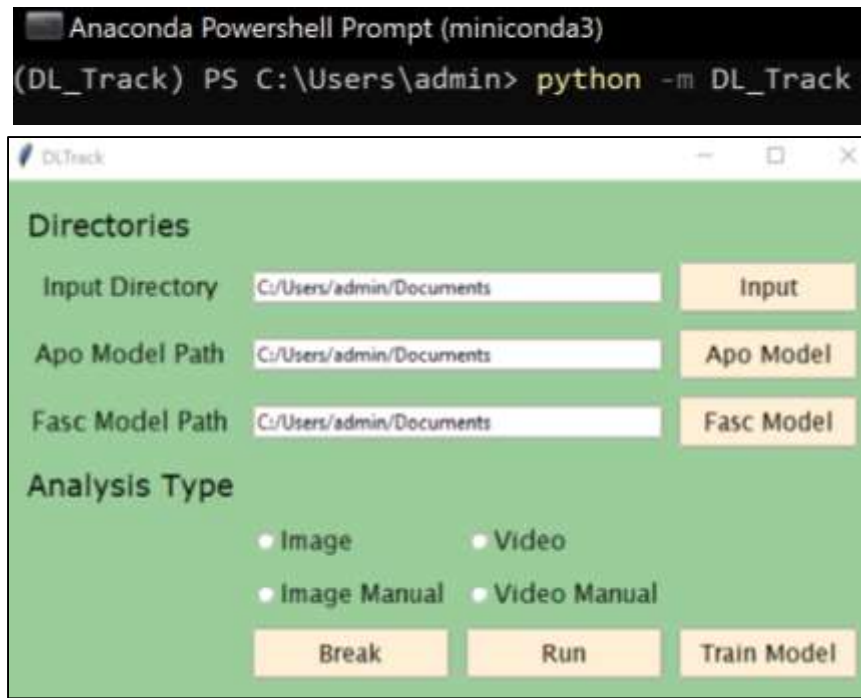 Anaconda Powershell Prompt (miniconda3)
(DL_Track) PS C:\Users\admin> python -m DL_Track
DLTrack
Directories
Input Directory C:/Users/admin/Documents Input
Apo Model Path C:/Users/admin/Documents Apo Model
Fasc Model Path C:/Users/admin/Documents Fasc Model
Analysis Type
Image Video
Image Manual Video Manual
Break Run Train Model